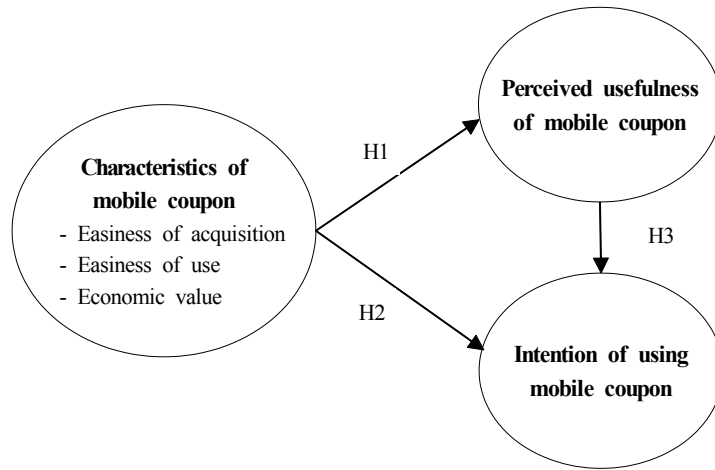 Perceived usefulness
of mobile coupon
H1
Characteristics of
mobile coupon
- Easiness of acquisition
- Easiness of use
- Economic value
H3
H2
Intention of using
mobile coupon